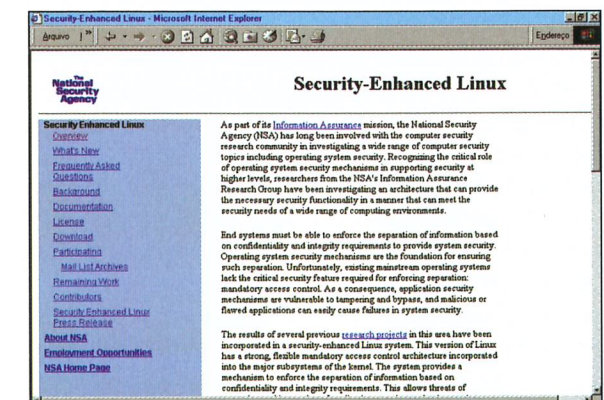 Security-Enhanced Linux - Microsoft Internet Explorer
Arquivo
Endereço
The
National
Security
Agency
Security-Enhanced Linux
Security Enhanced Linux
Overview
What's New
Frequently Asked
Questions
Background
Documentation
License
Download
Participating
Mail List Archives
Remaining Work
Contributors
Security Enhanced Linux
Press Release
About NSA
Employment Opportunities
NSA Home Page
As part of its Information Assurance mission, the National Security
Agency (NSA) has long been involved with the computer security
research community in investigating a wide range of computer security
topics including operating system security. Recognizing the critical role
of operating system security mechanisms in supporting security at
higher levels, researchers from the NSA's Information Assurance
Research Group have been investigating an architecture that can provide
the necessary security functionality in a manner that can meet the
security needs of a wide range of computing environments.
End systems must be able to enforce the separation of information based
on confidentiality and integrity requirements to provide system security.
Operating system security mechanisms are the foundation for ensuring
such separation. Unfortunately, existing mainstream operating systems
lack the critical security feature required for enforcing separation:
mandatory access control. As a consequence, application security
mechanisms are vulnerable to tampering and bypass, and malicious or
flawed applications can easily cause failures in system security.
The results of several previous research projects in this area have been
incorporated in a security-enhanced Linux system. This version of Linux
has a strong, flexible mandatory access control architecture incorporated
into the major subsystems of the kernel. The system provides a
mechanism to enforce the separation of information based on
confidentiality and integrity requirements. This allows threats of